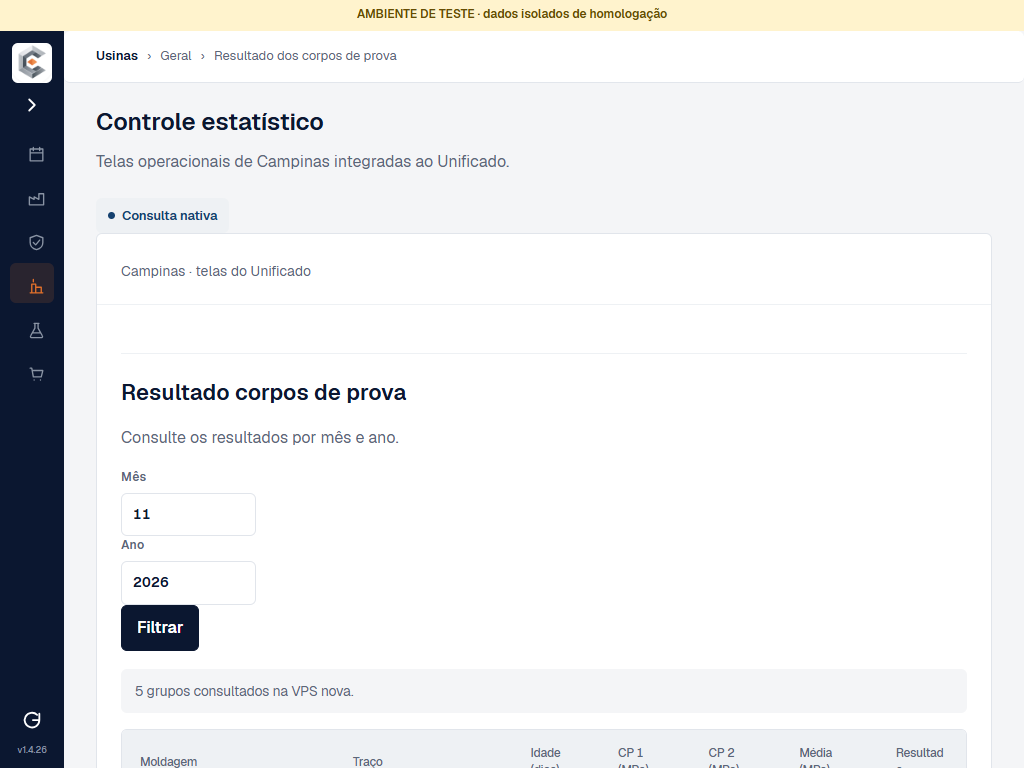 AMBIENTE DE TESTE · dados isolados de homologação
Usinas › Geral › Resultado dos corpos de prova
Controle estatístico
Telas operacionais de Campinas integradas ao Unificado.
Consulta nativa
Campinas · telas do Unificado
Resultado corpos de prova
Consulte os resultados por mês e ano.
Mês
11
Ano
2026
Filtrar
5 grupos consultados na VPS nova.
Idade CP 1 CP 2 Média Resultad
Moldagem Traço
v1.4.26